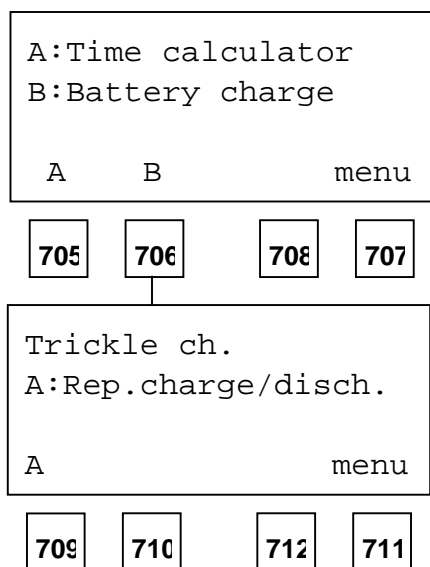 A:Time calculator
B:Battery charge
A B menu
705 706 708 707
Trickle ch.
A:Rep.charge/disch.
A menu
709 710 712 711